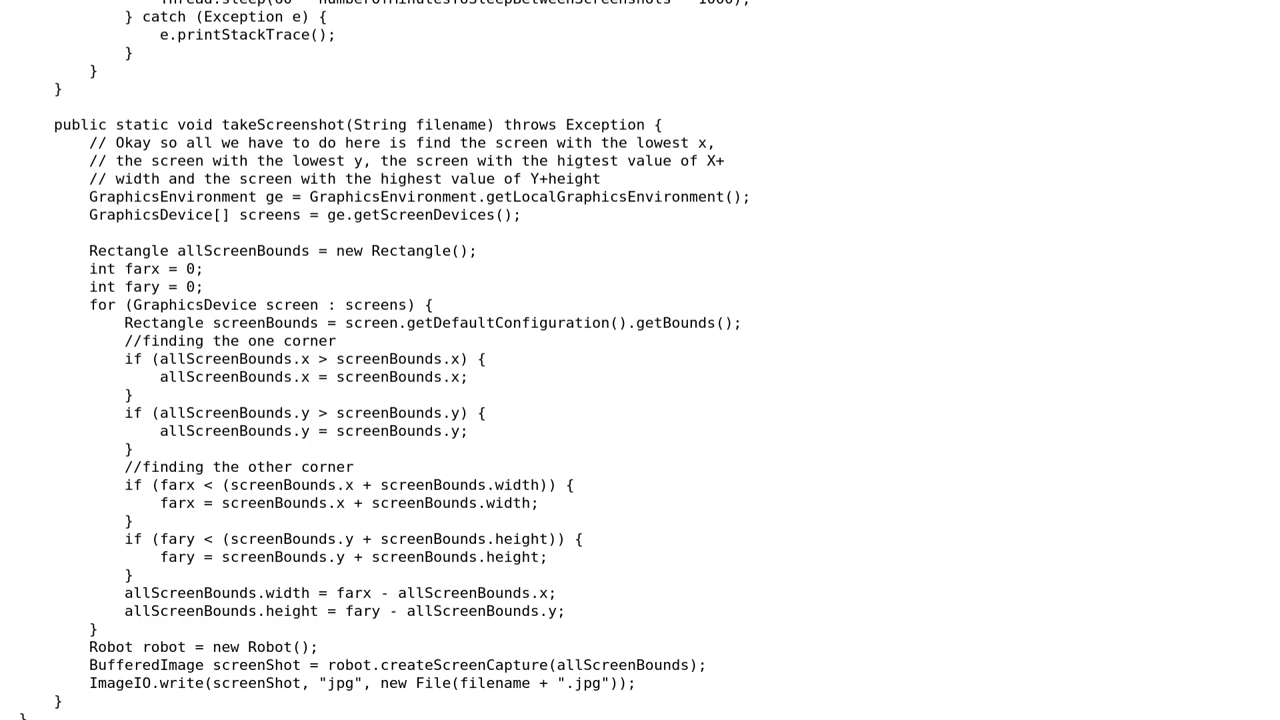 Thread.sleep(60 * numberOfMinutesToSleepBetweenScreenshots * 1000);
} catch (Exception e) {
e.printStackTrace();
}
}
}
public static void takeScreenshot(String filename) throws Exception {
// Okay so all we have to do here is find the screen with the lowest x,
// the screen with the lowest y, the screen with the higtest value of X+
// width and the screen with the highest value of Y+height
GraphicsEnvironment ge = GraphicsEnvironment.getLocalGraphicsEnvironment();
GraphicsDevice[] screens = ge.getScreenDevices();
Rectangle allScreenBounds = new Rectangle();
int farx = 0;
int fary = 0;
for (GraphicsDevice screen : screens) {
Rectangle screenBounds = screen.getDefaultConfiguration().getBounds();
//finding the one corner
if (allScreenBounds.x > screenBounds.x) {
allScreenBounds.x = screenBounds.x;
}
if (allScreenBounds.y > screenBounds.y) {
allScreenBounds.y = screenBounds.y;
}
//finding the other corner
if (farx < (screenBounds.x + screenBounds.width)) {
farx = screenBounds.x + screenBounds.width;
}
if (fary < (screenBounds.y + screenBounds.height)) {
fary = screenBounds.y + screenBounds.height;
}
allScreenBounds.width = farx - allScreenBounds.x;
allScreenBounds.height = fary - allScreenBounds.y;
}
Robot robot = new Robot();
BufferedImage screenShot = robot.createScreenCapture(allScreenBounds);
ImageIO.write(screenShot, "jpg", new File(filename + ".jpg"));
}
}